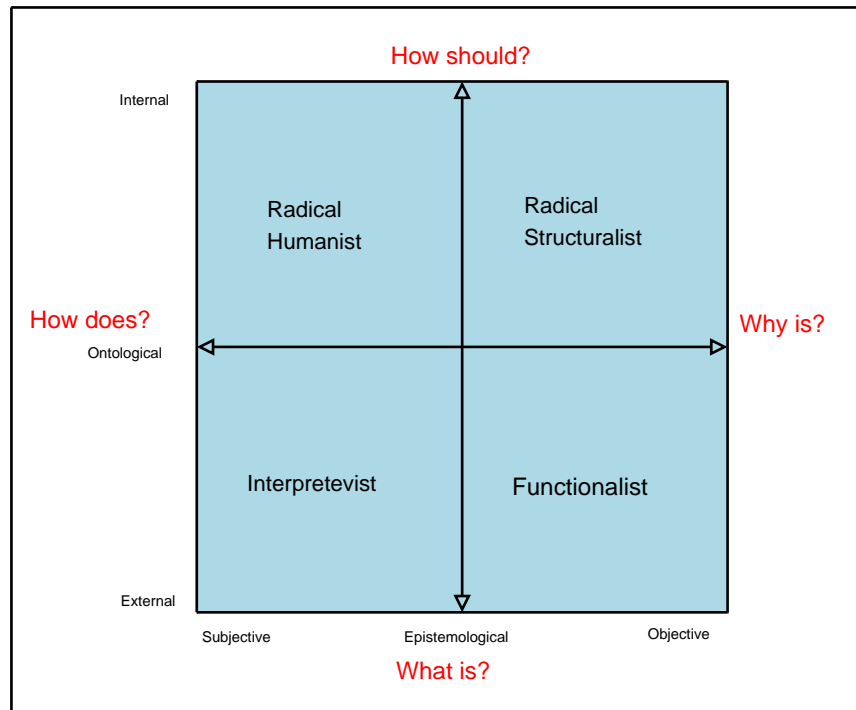 How should?
Internal
Radical
Humanist
Radical
Structuralist
How does?
Why is?
Ontological
Interpretevist
Functionalist
External
Subjective
Epistemological
Objective
What is?